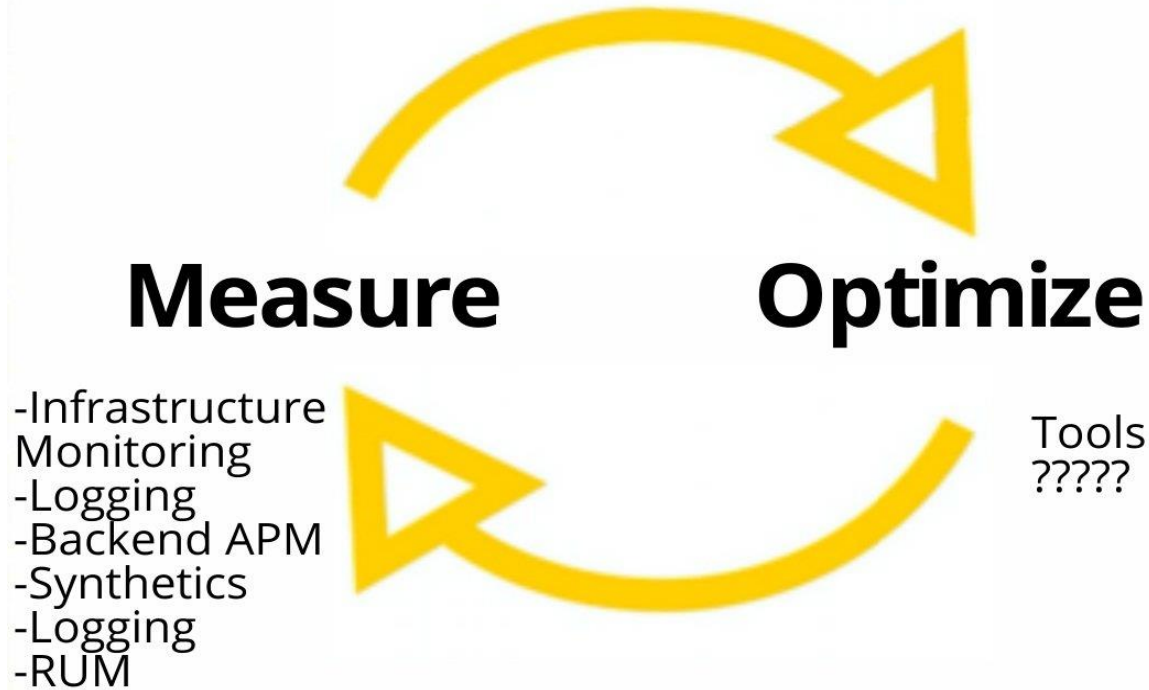 Measure
Optimize
-Infrastructure
Monitoring
-Logging
-Backend APM
-Synthetics
-Logging
-RUM
Tools
?????